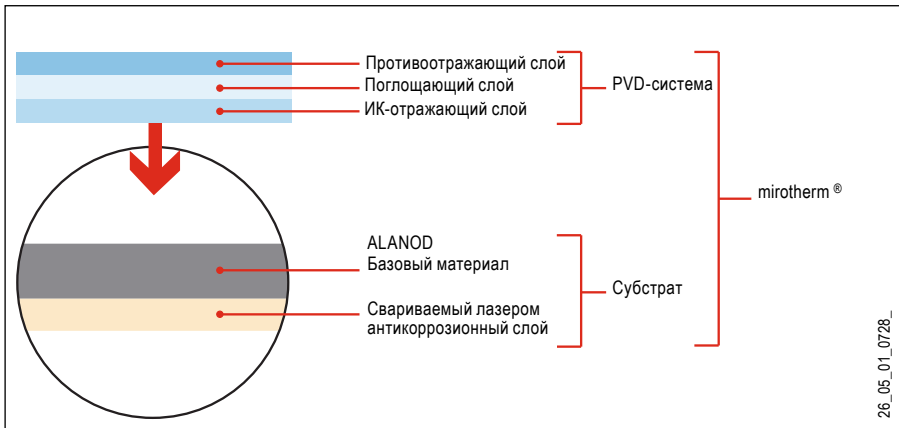 Противоотражающий слой
Поглощающий слой
ИК-отражающий слой
PVD-система
mirotherm ®
ALANOD
Базовый материал
Свариваемый лазером
антикоррозионный слой
Субстрат
26_05_01_0728_